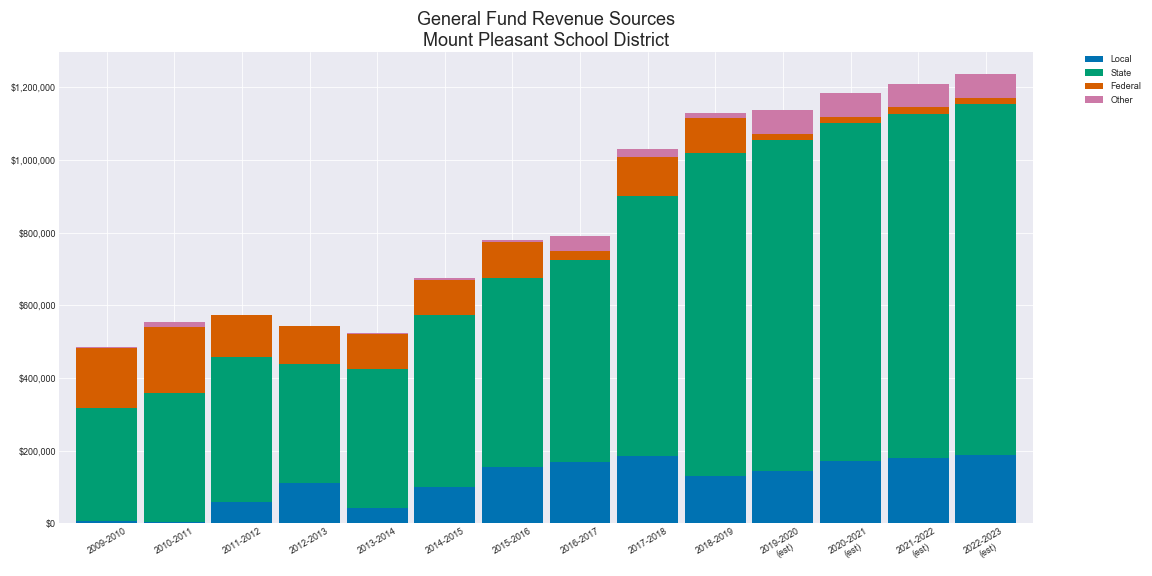 General Fund Revenue Sources
Mount Pleasant School District
Local
State
Federal
Other
$1,200,000
$1,000,000
$800,000
$600,000
$400,000
$200,000
$0
2009-2010
2010-2011
2011-2012
2012-2013
2013-2014
2014-2015
2015-2016
2016-2017
2017-2018
2018-2019
2019-2020
(est)
2020-2021
(est)
2021-2022
(est)
2022-2023
(est)